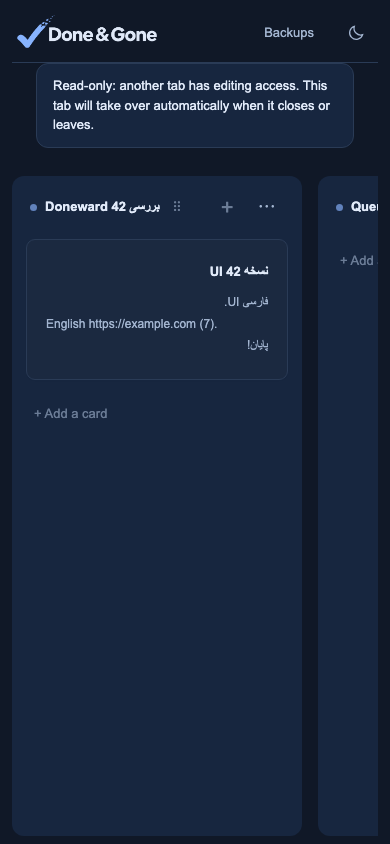 Done & Gone
Backups
Read-only: another tab has editing access. This
tab will take over automatically when it closes or
leaves.
Doneward 42 بررسی
نسخه 42 UI
فارسی UI.
English https://example.com (7).
پایان!
+ Add a card
+ Add